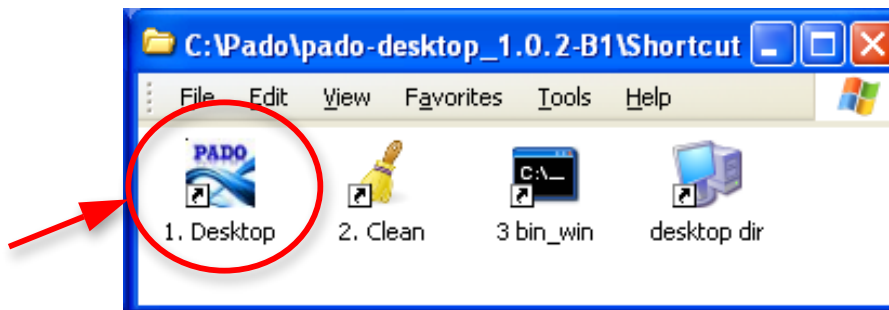 C:\Pado\pado-desktop_1.0.2-B1\Shortcut
File Edit View Favorites Tools Help
PADO
C:\_
1. Desktop 2. Clean 3 bin_win desktop dir